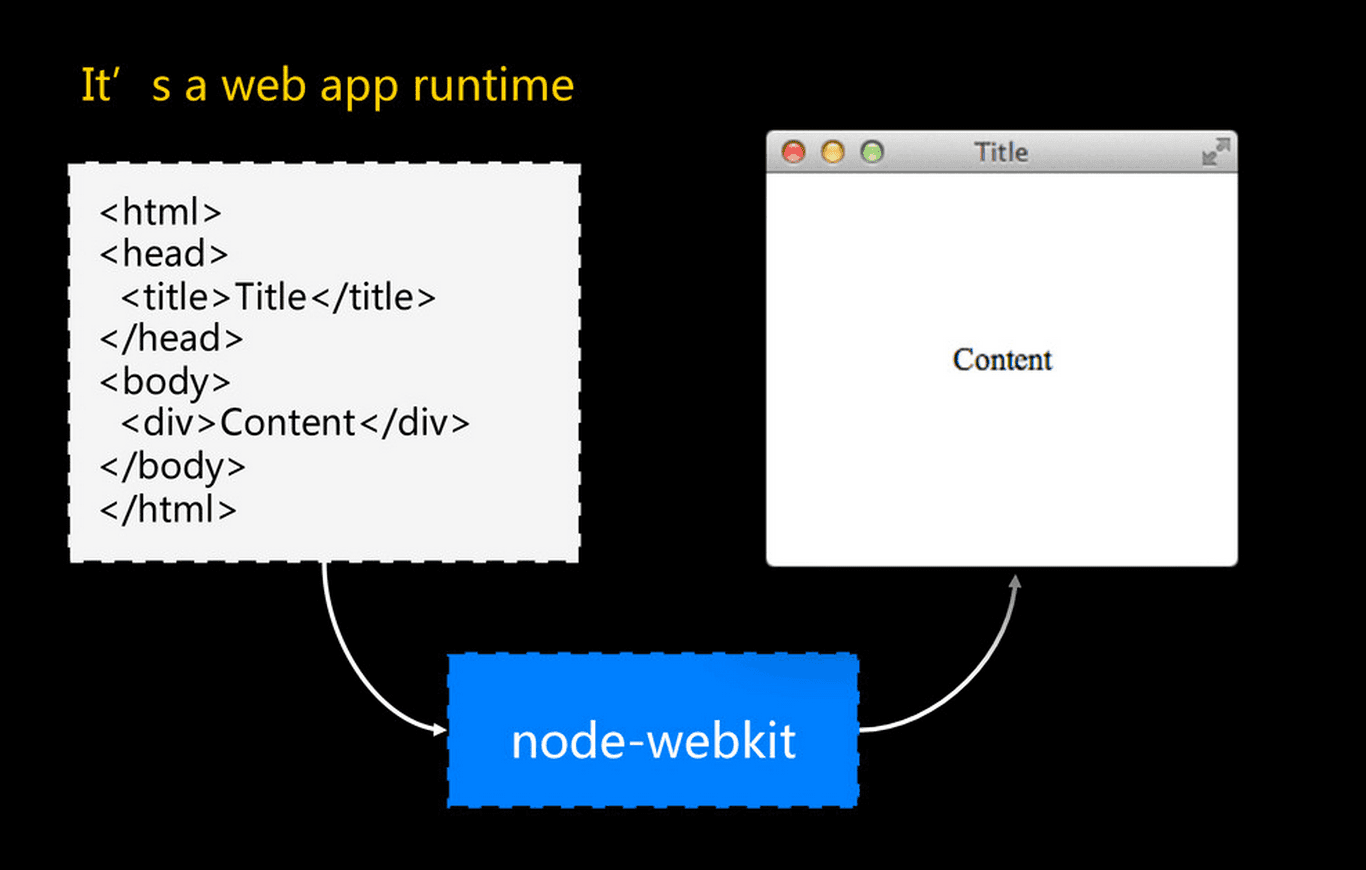 It’s a web app runtime
<html>
<head>
  <title>Title</title>
</head>
<body>
  <div>Content</div>
</body>
</html>
Title
Content
node-webkit